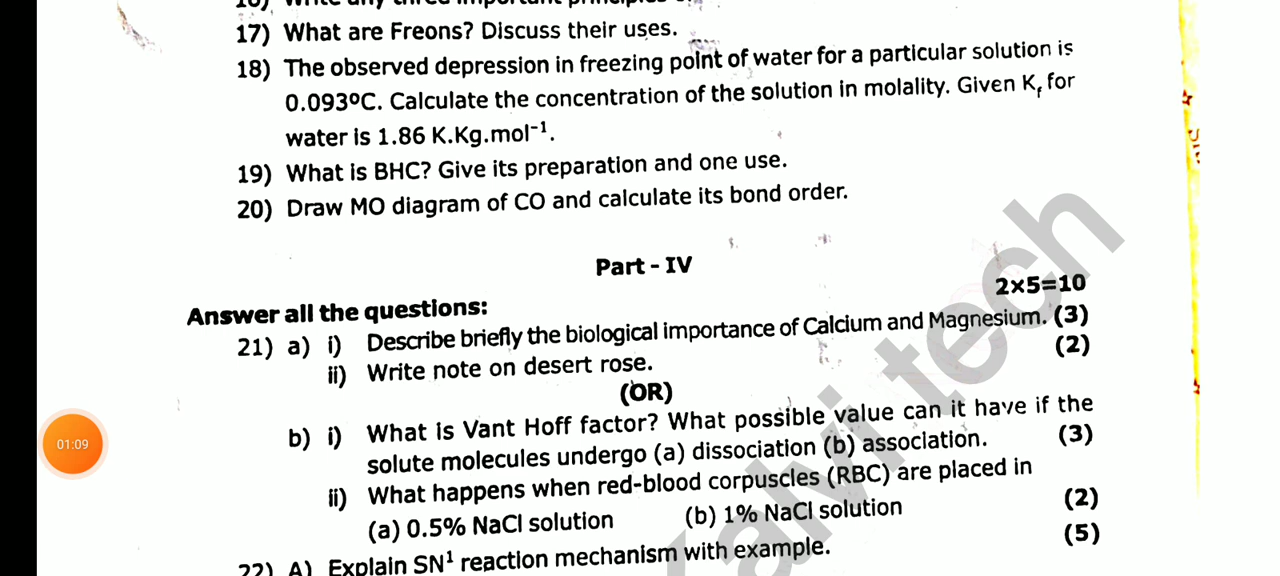 17) What are Freons? Discuss their uses.
18) The observed depression in freezing point of water for a particular solution is
0.093ºC. Calculate the concentration of the solution in molality. Given K_f for
water is 1.86 K.Kg.mol⁻¹.
19) What is BHC? Give its preparation and one use.
20) Draw MO diagram of CO and calculate its bond order.
Part - IV
Answer all the questions: 2×5=10
21) a) i) Describe briefly the biological importance of Calcium and Magnesium. (3)
ii) Write note on desert rose. (2)
(OR)
b) i) What is Vant Hoff factor? What possible value can it have if the
solute molecules undergo (a) dissociation (b) association. (3)
ii) What happens when red-blood corpuscles (RBC) are placed in
(a) 0.5% NaCl solution (b) 1% NaCl solution (2)
22) A) Explain SN¹ reaction mechanism with example. (5)
01:09
Kalvi tech